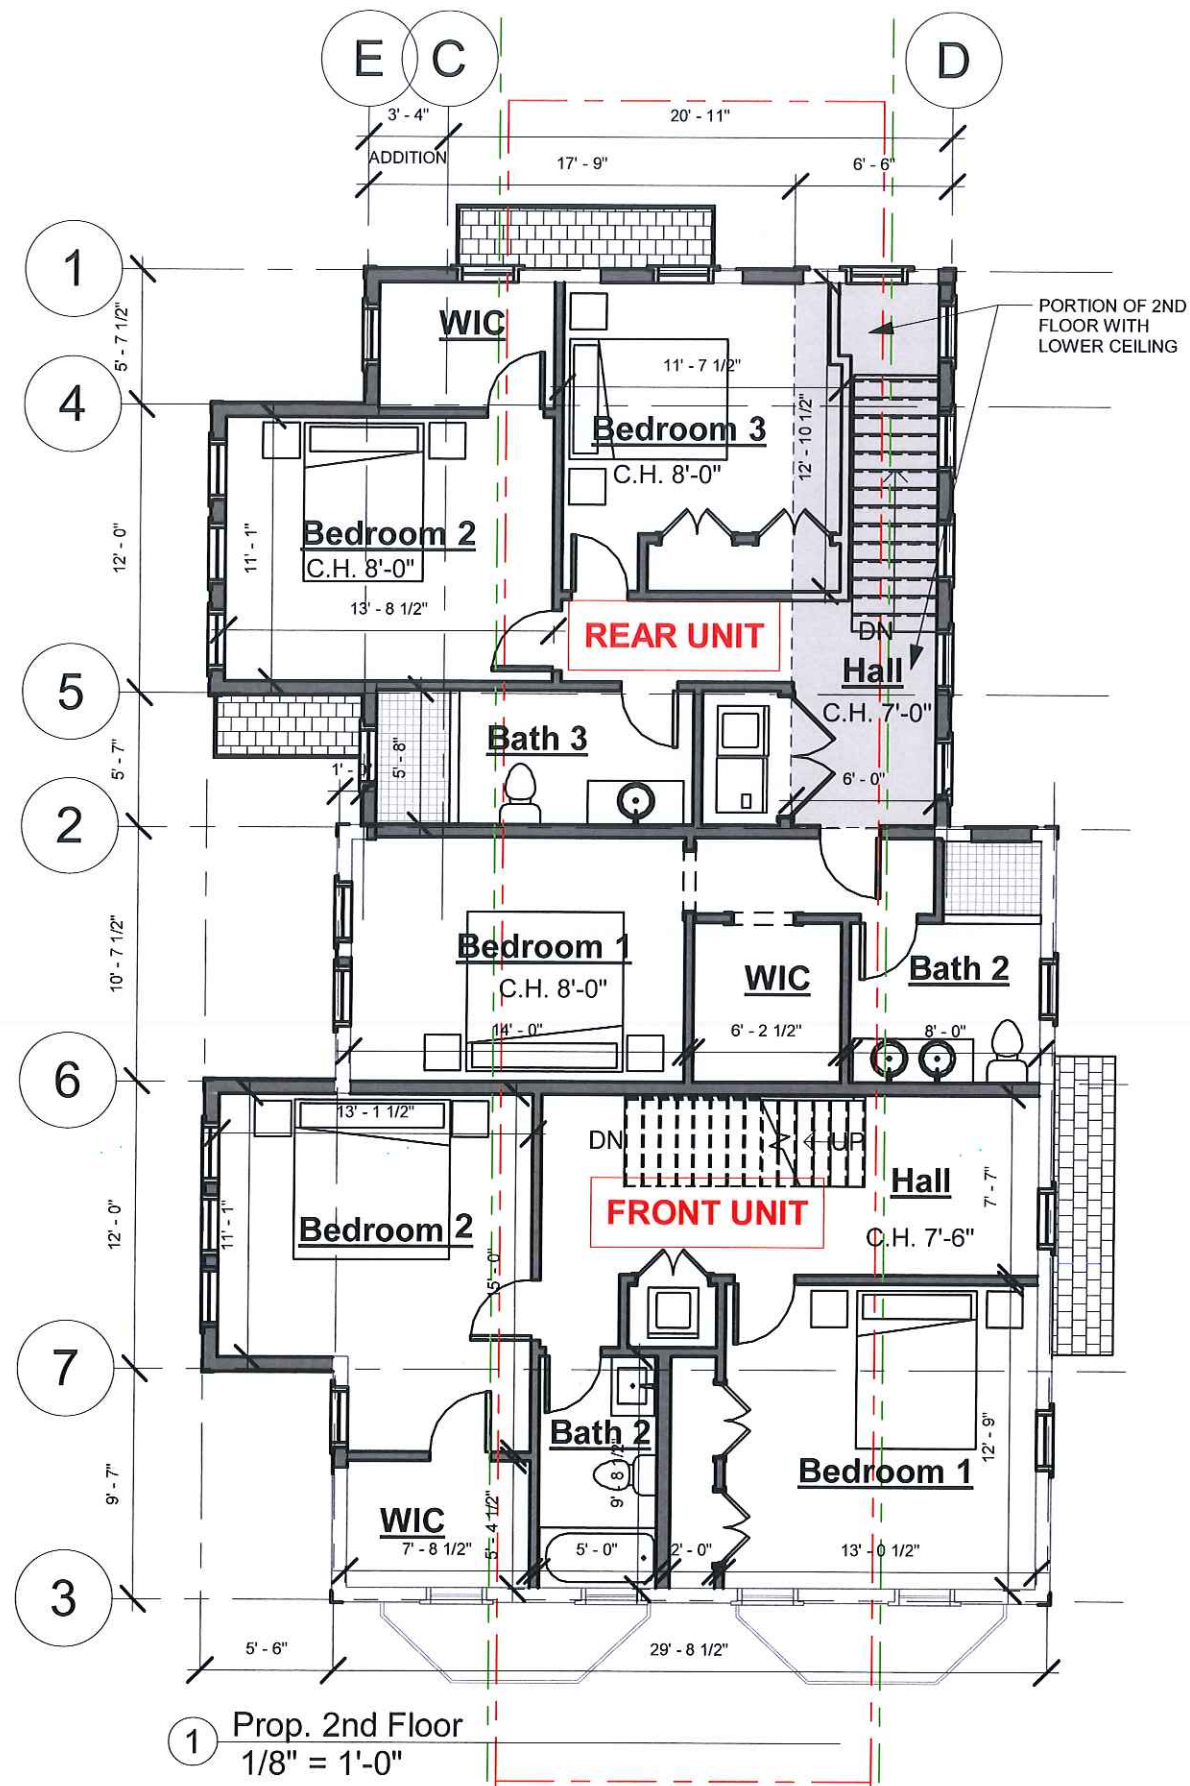 E
C
D
3' - 4"
20' - 11"
ADDITION
17' - 9"
6' - 6"
1
5' - 7 1/2"
WIC
PORTION OF 2ND
FLOOR WITH
LOWER CEILING
11' - 7 1/2"
4
Bedroom 3
C.H. 8'-0"
12' - 10 1/2"
12' - 0"
11' - 1"
Bedroom 2
C.H. 8'-0"
13' - 8 1/2"
REAR UNIT
DN
Hall
C.H. 7'-0"
5
5' - 7"
Bath 3
5' - 8"
1' - 0"
6' - 0"
2
10' - 7 1/2"
Bedroom 1
C.H. 8'-0"
14' - 0"
WIC
6' - 2 1/2"
Bath 2
8' - 0"
6
13' - 1 1/2"
DN
UP
Hall
7' - 7"
C.H. 7'-6"
FRONT UNIT
12' - 0"
11' - 1"
Bedroom 2
15' - 0"
7
Bath 2
9' - 8 1/2"
12' - 9"
Bedroom 1
9' - 7"
WIC
7' - 8 1/2"
5' - 4 1/2"
5' - 0"
2' - 0"
13' - 0 1/2"
3
5' - 6"
29' - 8 1/2"
1
Prop. 2nd Floor
1/8" = 1'-0"